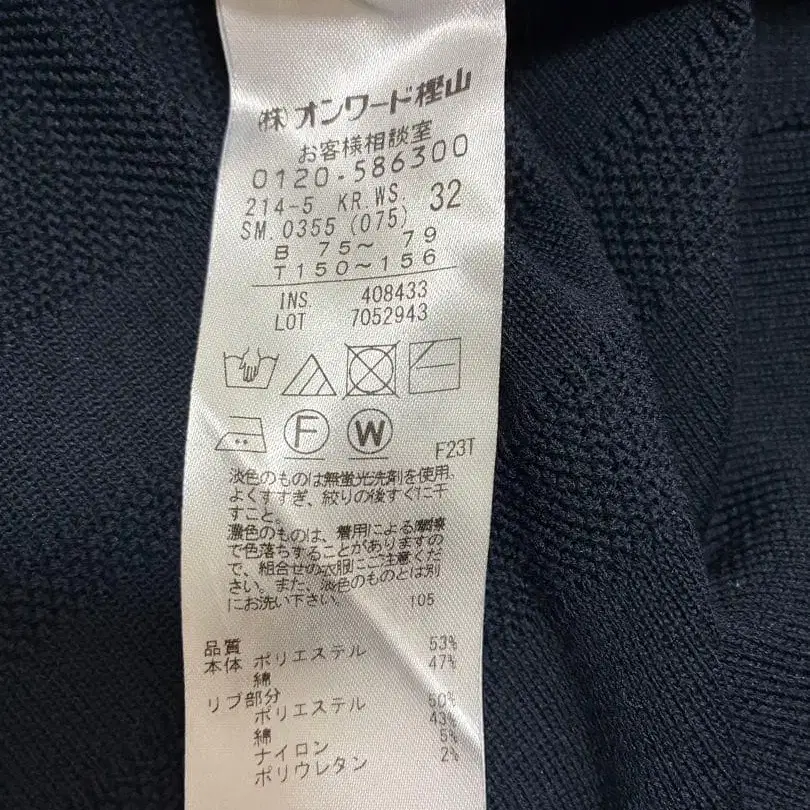 (株)オンワード樫山
お客様相談室
0120-586300
214-5 KR.WS. 32
SM.0355 (075)
B 75～ 79
T 150～156
INS. 408433
LOT 7052943
F
W
F23T
淡色のものは無蛍光洗剤を使用、
よくすすぎ、絞りの後すぐに干
すこと。
濃色のものは、着用による摩擦
で色落ちすることがありますの
で、組合せの衣服にご注意くだ
さい。また、淡色のものとは別
にお洗い下さい。 105
品質
本体 ポリエステル 53%
綿 47%
リブ部分
ポリエステル 50%
綿 43%
ナイロン 5%
ポリウレタン 2%